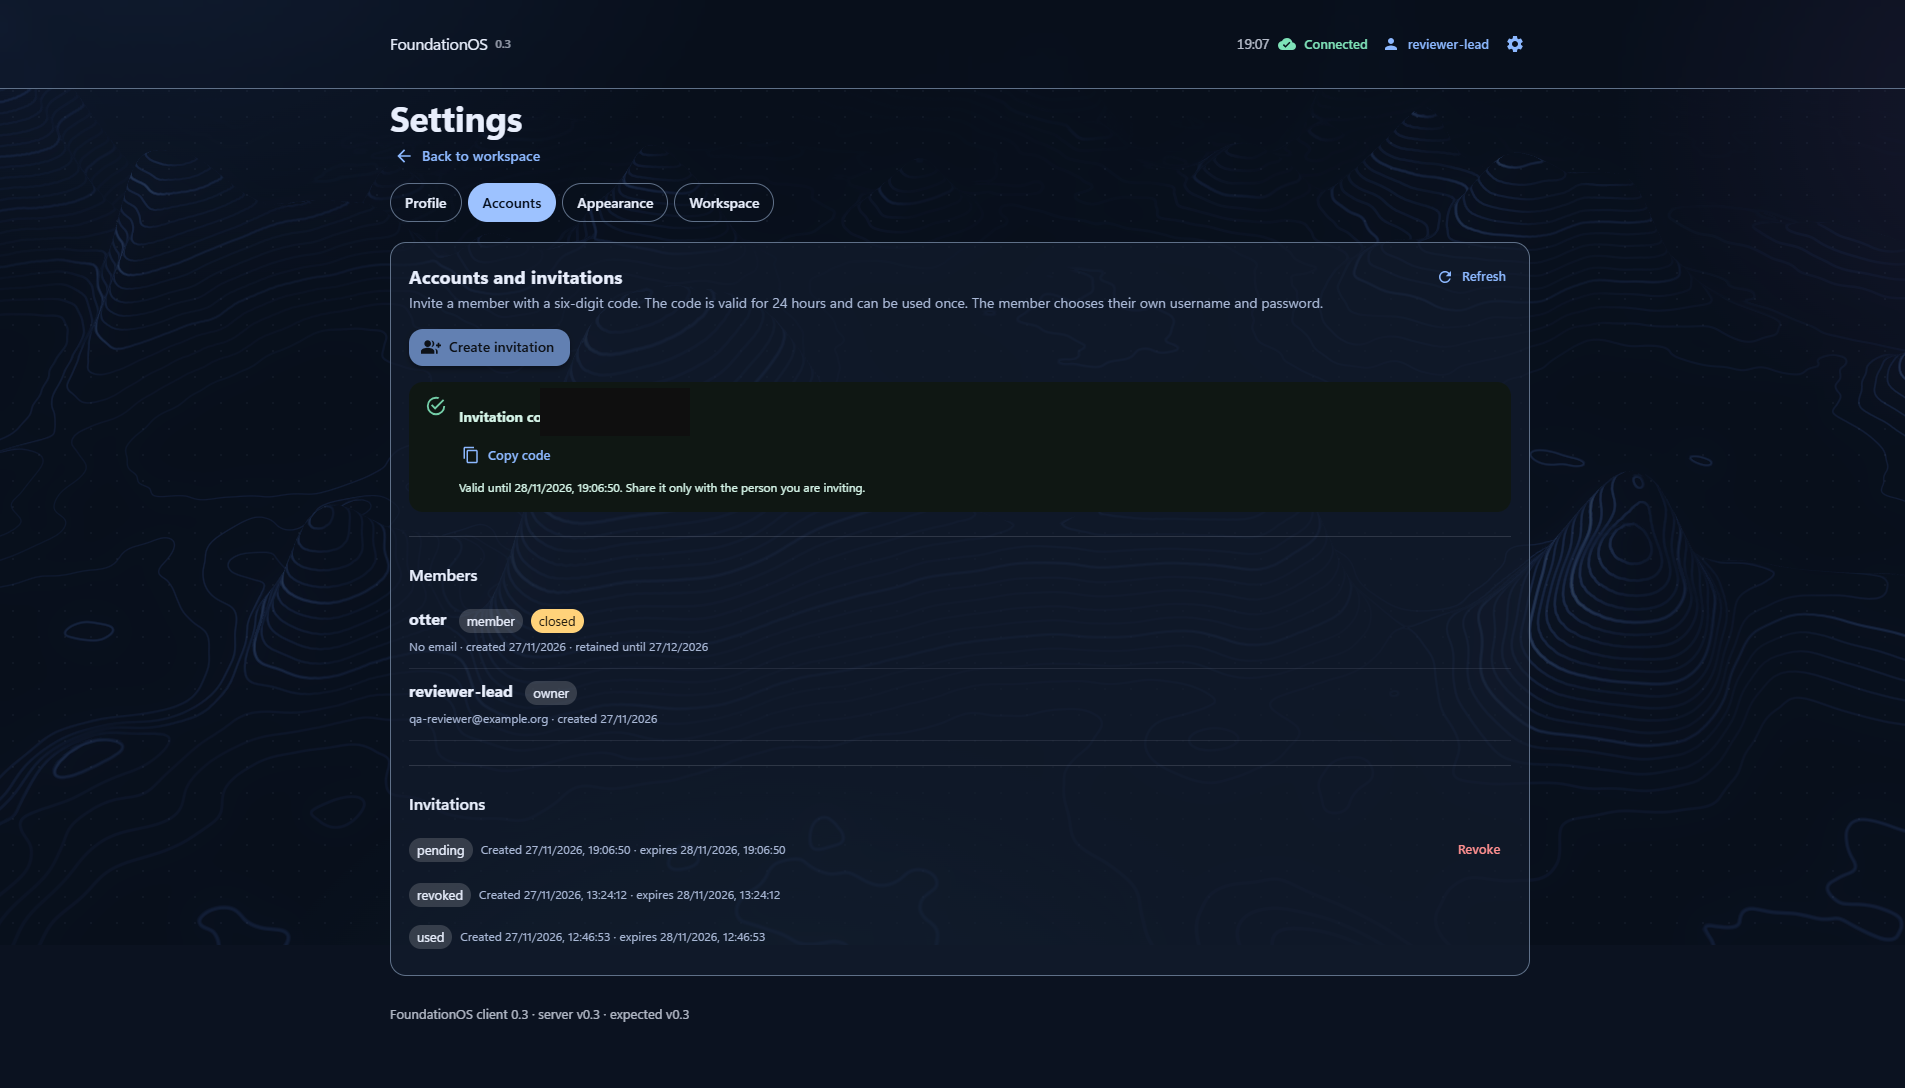 FoundationOS 0.3
19:07 Connected reviewer-lead
Settings
Back to workspace
Profile Accounts Appearance Workspace
Accounts and invitations
Refresh
Invite a member with a six-digit code. The code is valid for 24 hours and can be used once. The member chooses their own username and password.
Create invitation
Invitation co
Copy code
Valid until 28/11/2026, 19:06:50. Share it only with the person you are inviting.
Members
otter member closed
No email · created 27/11/2026 · retained until 27/12/2026
reviewer-lead owner
qa-reviewer@example.org · created 27/11/2026
Invitations
pending Created 27/11/2026, 19:06:50 · expires 28/11/2026, 19:06:50 Revoke
revoked Created 27/11/2026, 13:24:12 · expires 28/11/2026, 13:24:12
used Created 27/11/2026, 12:46:53 · expires 28/11/2026, 12:46:53
FoundationOS client 0.3 · server v0.3 · expected v0.3